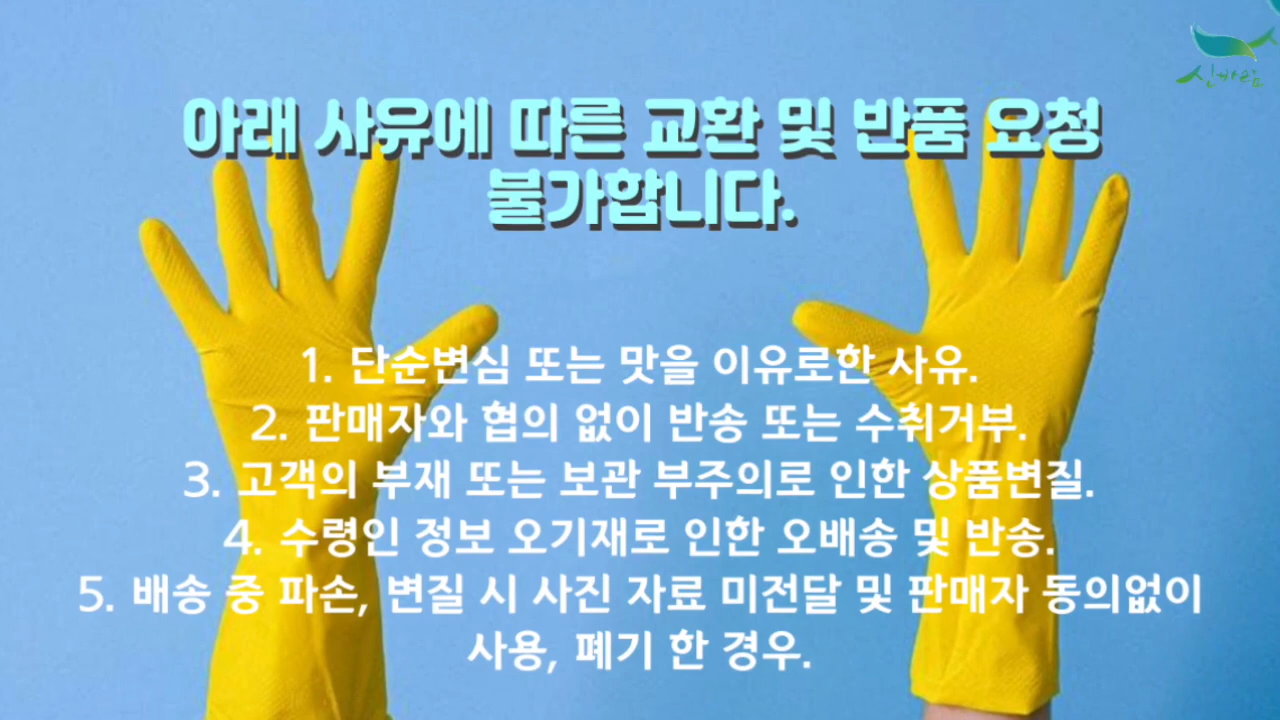 신바람
아래 사유에 따른 교환 및 반품 요청
불가합니다.
1. 단순변심 또는 맛을 이유로한 사유.
2. 판매자와 협의 없이 반송 또는 수취거부.
3. 고객의 부재 또는 보관 부주의로 인한 상품변질.
4. 수령인 정보 오기재로 인한 오배송 및 반송.
5. 배송 중 파손, 변질 시 사진 자료 미전달 및 판매자 동의없이
사용, 폐기 한 경우.